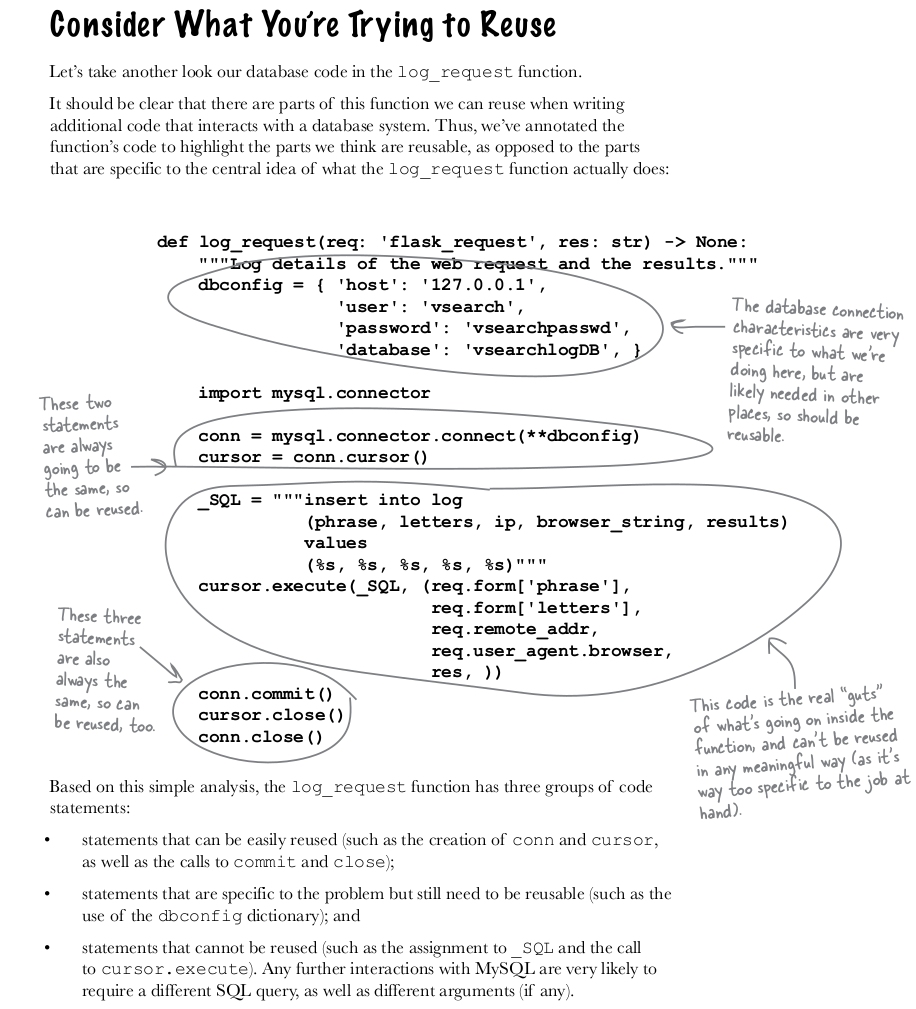 Consider What You're Trying to Reuse
Let's take another look our database code in the log_request function.
It should be clear that there are parts of this function we can reuse when writing
additional code that interacts with a database system. Thus, we've annotated the
function's code to highlight the parts we think are reusable, as opposed to the parts
that are specific to the central idea of what the log_request function actually does:
def log_request(req: 'flask_request', res: str) -> None:
    """Log details of the web request and the results."""
    dbconfig = { 'host': '127.0.0.1',
                 'user': 'vsearch',
                 'password': 'vsearchpasswd',
                 'database': 'vsearchlogDB', }
The database connection
characteristics are very
specific to what we're
doing here, but are
likely needed in other
places, so should be
reusable.
    import mysql.connector
These two
statements
are always
going to be
the same, so
can be reused.
    conn = mysql.connector.connect(**dbconfig)
    cursor = conn.cursor()
    _SQL = """insert into log
              (phrase, letters, ip, browser_string, results)
              values
              (%s, %s, %s, %s, %s)"""
    cursor.execute(_SQL, (req.form['phrase'],
                          req.form['letters'],
                          req.remote_addr,
                          req.user_agent.browser,
                          res, ))
These three
statements
are also
always the
same, so can
be reused, too.
    conn.commit()
    cursor.close()
    conn.close()
This code is the real "guts"
of what's going on inside the
function, and can't be reused
in any meaningful way (as it's
way too specific to the job at
hand).
Based on this simple analysis, the log_request function has three groups of code
statements:
• statements that can be easily reused (such as the creation of conn and cursor,
as well as the calls to commit and close);
• statements that are specific to the problem but still need to be reusable (such as the
use of the dbconfig dictionary); and
• statements that cannot be reused (such as the assignment to _SQL and the call
to cursor.execute). Any further interactions with MySQL are very likely to
require a different SQL query, as well as different arguments (if any).